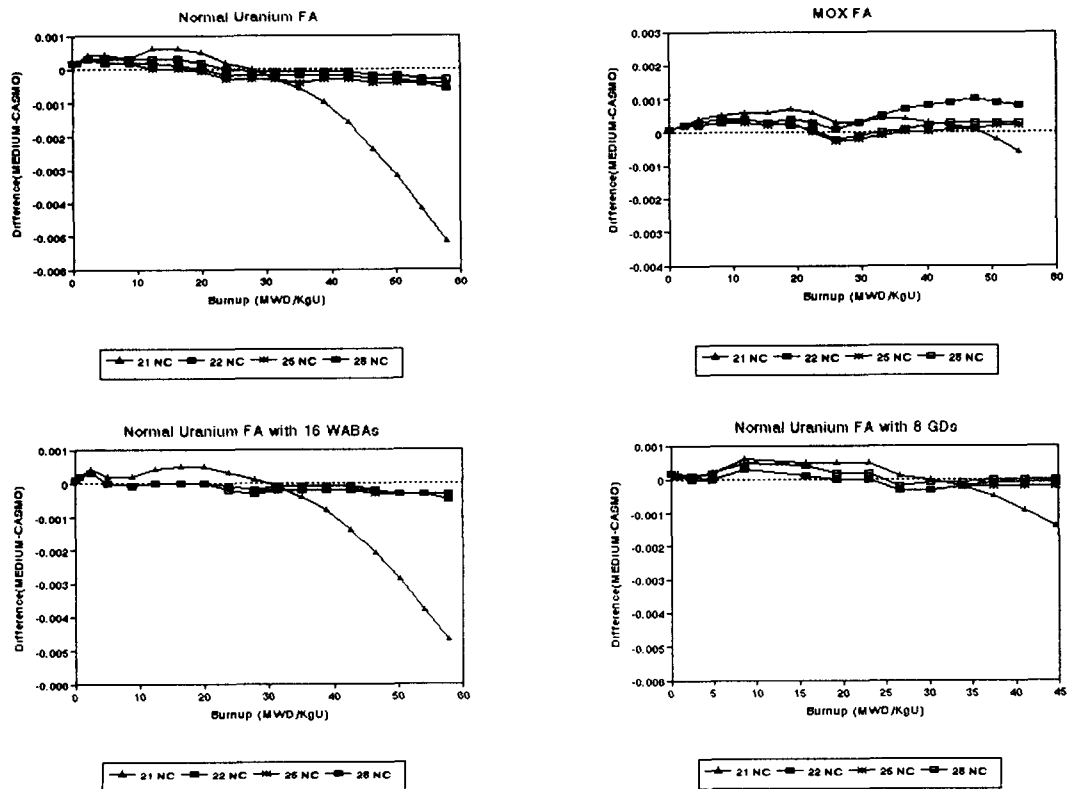 Normal Uranium FA
Difference(MEDIUM-CASMO)
0.001
0
-0.001
-0.002
-0.003
-0.004
-0.005
-0.006
0 10 20 30 40 50 60
Burnup (MWD/KgU)
21 NC 22 NC 25 NC 28 NC
MOX FA
Difference(MEDIUM-CASMO)
0.003
0.002
0.001
0
-0.001
-0.002
-0.003
-0.004
0 10 20 30 40 50 60
Burnup (MWD/KgU)
21 NC 22 NC 25 NC 28 NC
Normal Uranium FA with 16 WABAs
Difference(MEDIUM-CASMO)
0.001
0
-0.001
-0.002
-0.003
-0.004
-0.005
-0.006
0 10 20 30 40 50 60
Burnup (MWD/KgU)
21 NC 22 NC 25 NC 28 NC
Normal Uranium FA with 8 GDs
Difference(MEDIUM-CASMO)
0.001
0
-0.001
-0.002
-0.003
-0.004
-0.005
-0.006
0 5 10 15 20 25 30 35 40 45
Burnup (MWD/KgU)
21 NC 22 NC 25 NC 28 NC